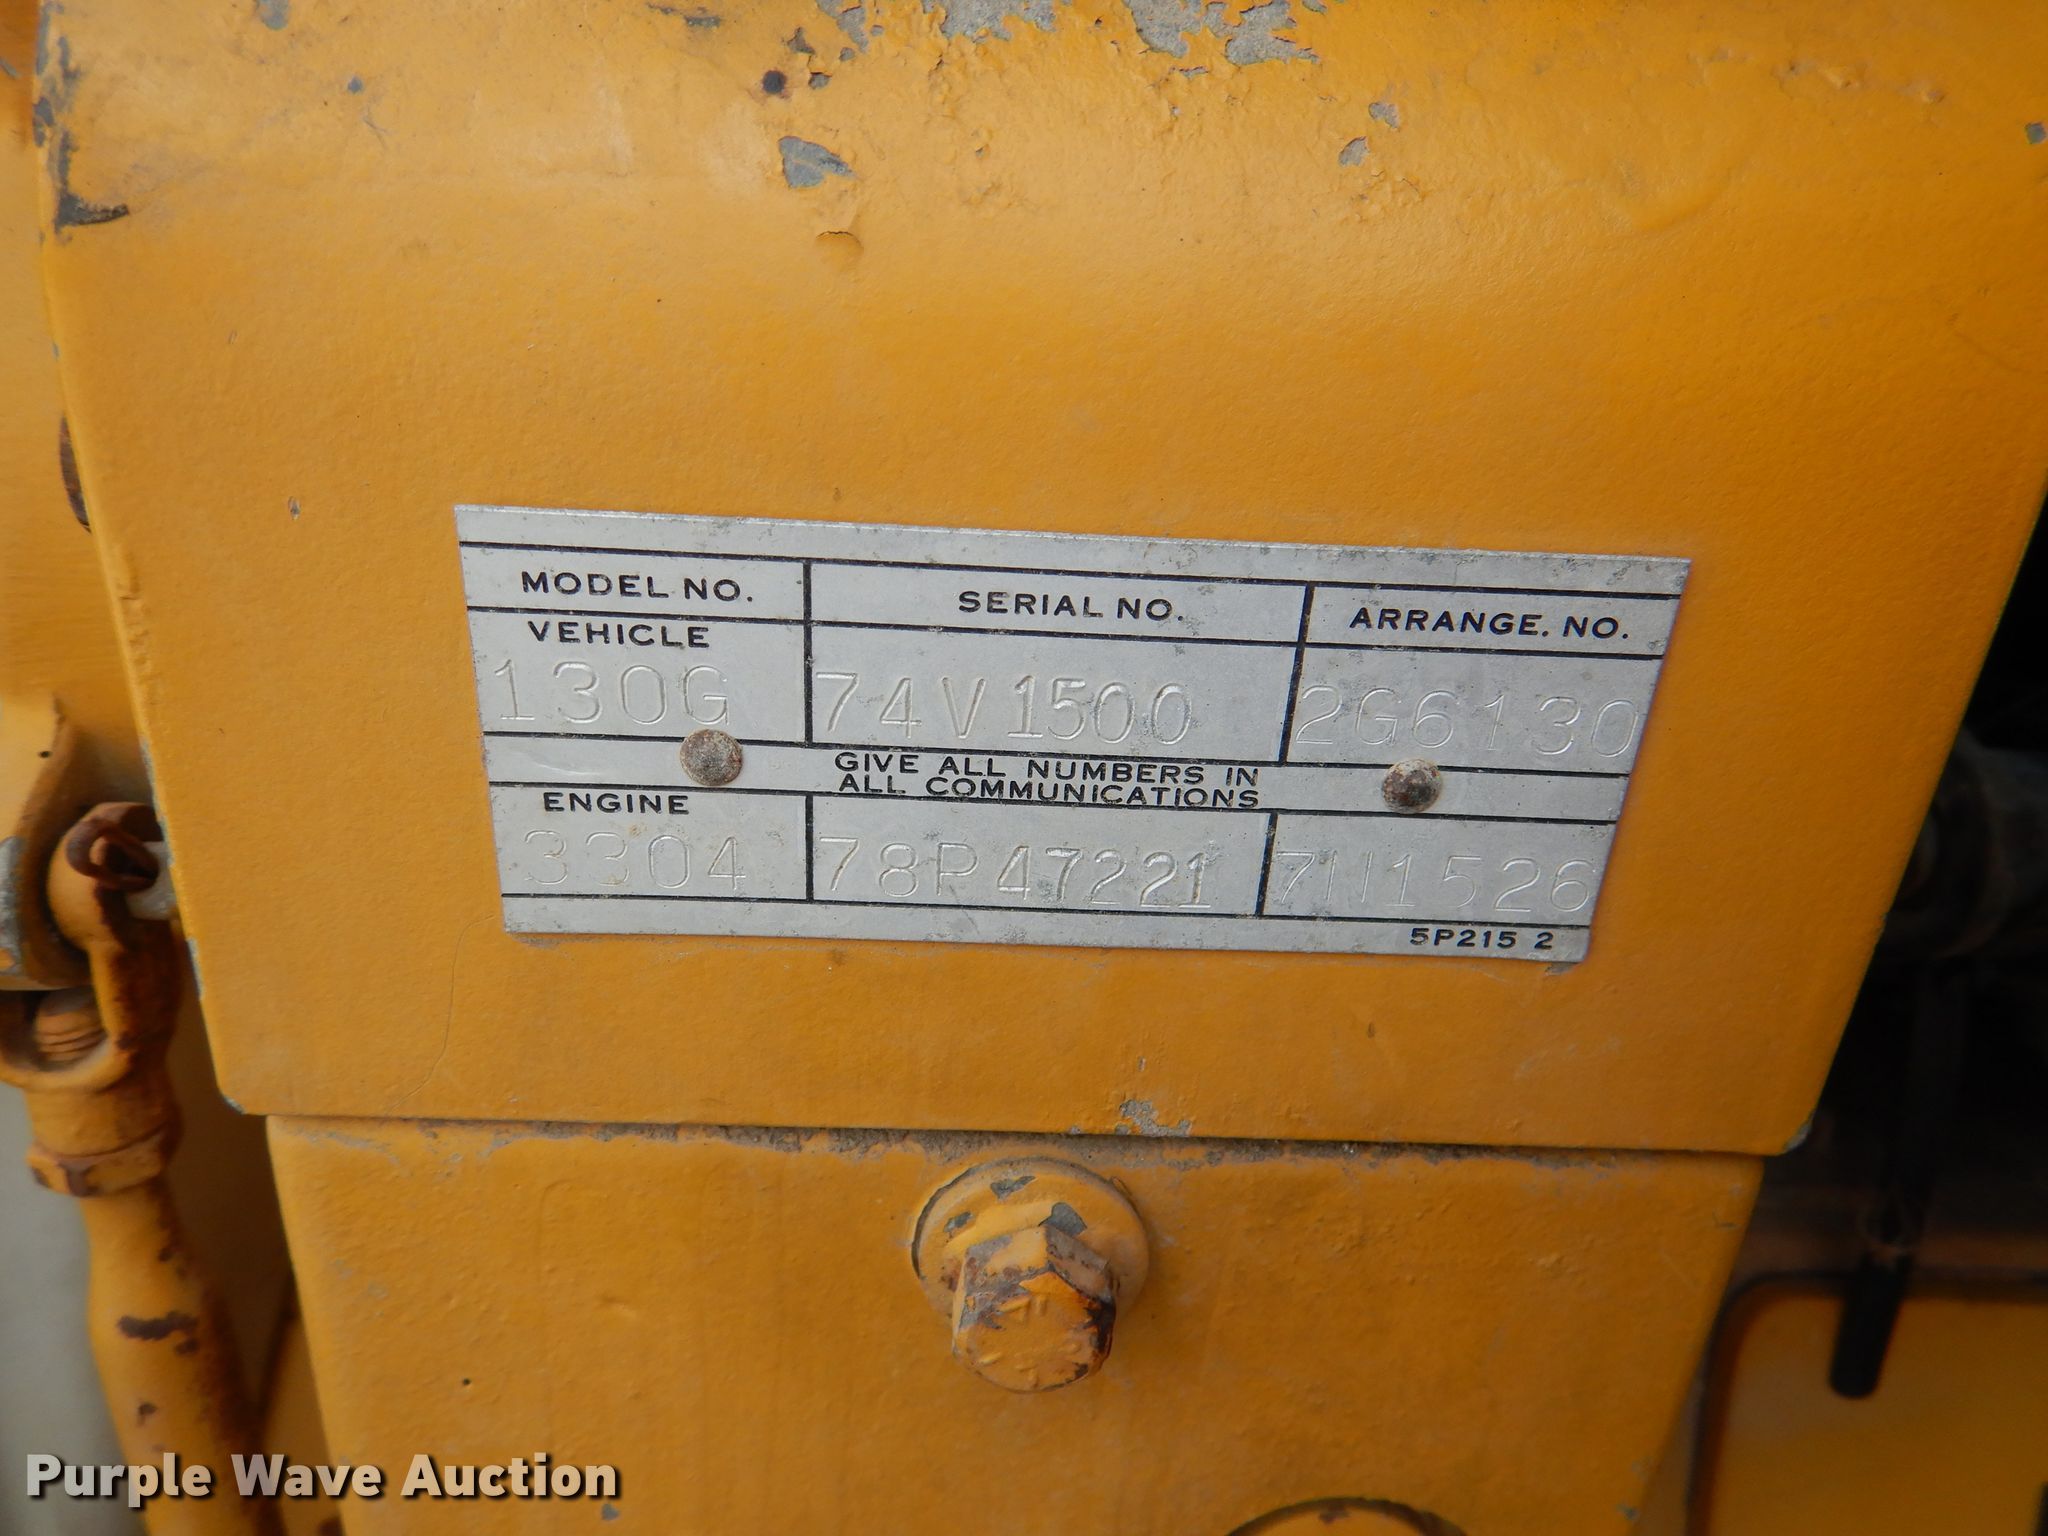 MODEL NO. SERIAL NO. ARRANGE. NO.
VEHICLE
130G 74V1500 2G6130
GIVE ALL NUMBERS IN
ALL COMMUNICATIONS
ENGINE
3304 78P47221 7N1526
5P215 2
Purple Wave Auction